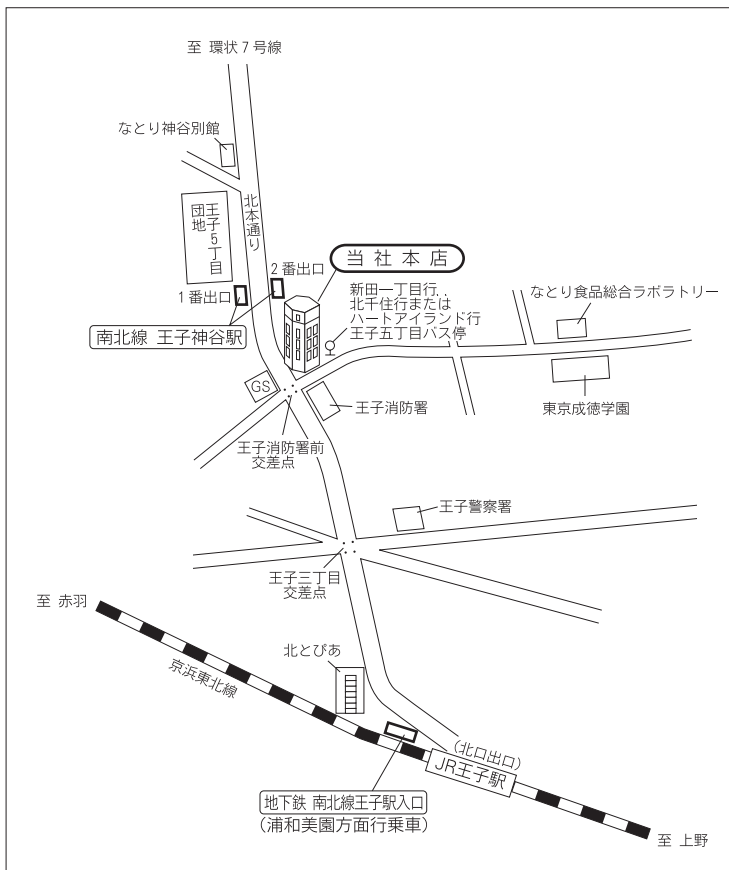 至 環状7号線
なとり神谷別館
北本通り
王子5丁目
団地
2番出口
1番出口
当社本店
新田一丁目行、
北千住行または
ハートアイランド行
王子五丁目バス停
なとり食品総合ラボラトリー
南北線 王子神谷駅
GS
王子消防署
東京成徳学園
王子消防署前
交差点
王子警察署
王子三丁目
交差点
至 赤羽
北とぴあ
京浜東北線
(北口出口)
JR王子駅
地下鉄 南北線王子駅入口
(浦和美園方面行乗車)
至 上野